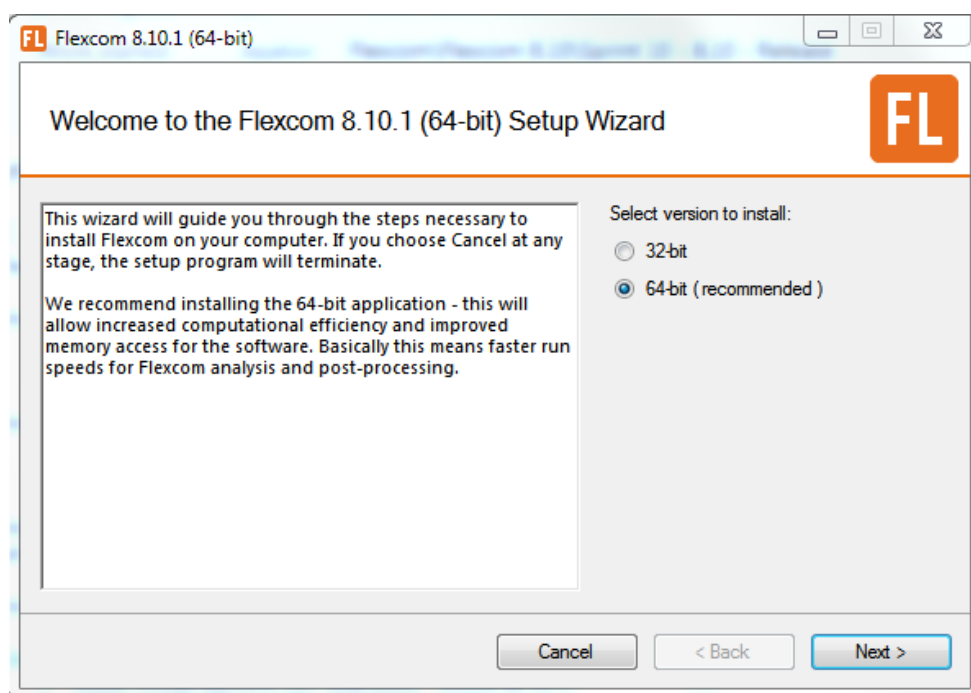 FL Flexcom 8.10.1 (64-bit)
Welcome to the Flexcom 8.10.1 (64-bit) Setup Wizard
FL
This wizard will guide you through the steps necessary to
install Flexcom on your computer. If you choose Cancel at any
stage, the setup program will terminate.
We recommend installing the 64-bit application - this will
allow increased computational efficiency and improved
memory access for the software. Basically this means faster run
speeds for Flexcom analysis and post-processing.
Select version to install:
32-bit
64-bit ( recommended )
Cancel
< Back
Next >